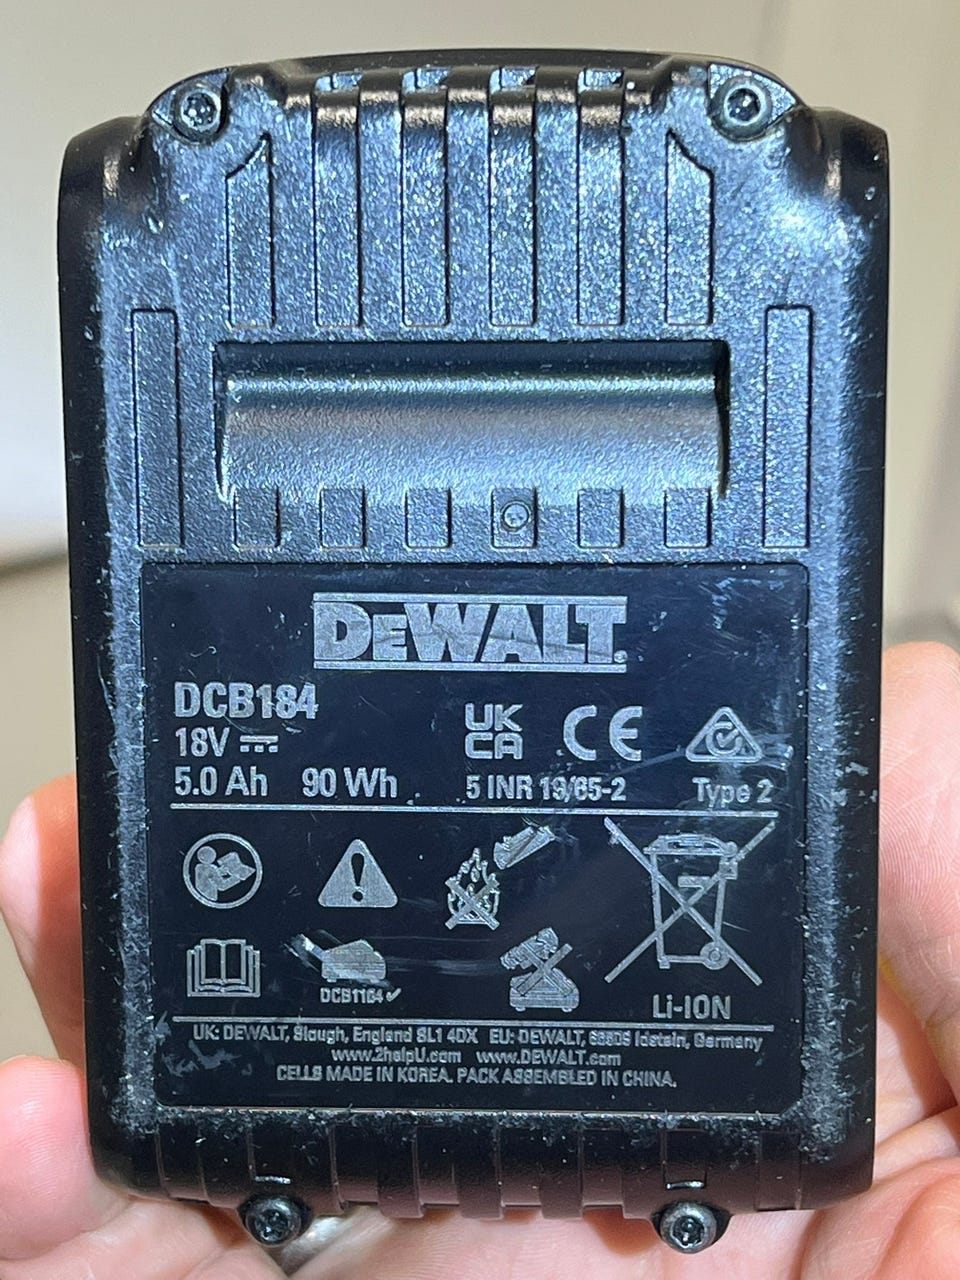 DEWALT
DCB184
18V
5.0 Ah 90 Wh
UK
CA
CE
5 INR 19/65-2
Type 2
DCB1104 ✓
Li-ION
UK: DEWALT, Slough, England SL1 4DX EU: DEWALT, Idstein, Germany
www.2helpU.com www.DEWALT.com
CELLS MADE IN KOREA. PACK ASSEMBLED IN CHINA.